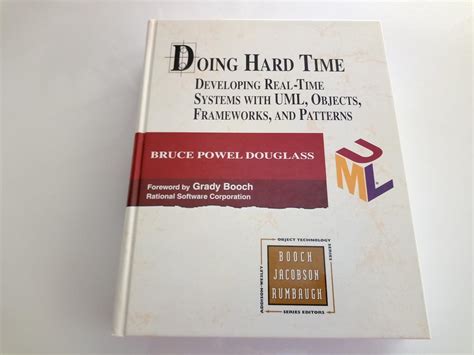 DOING HARD TIME
DEVELOPING REAL-TIME
SYSTEMS WITH UML, OBJECTS,
FRAMEWORKS, AND PATTERNS
BRUCE POWEL DOUGLASS
Foreword by Grady Booch
Rational Software Corporation
UML
OBJECT TECHNOLOGY
SERIES
ADDISON-WESLEY
BOOCH
JACOBSON
RUMBAUGH
SERIES EDITORS